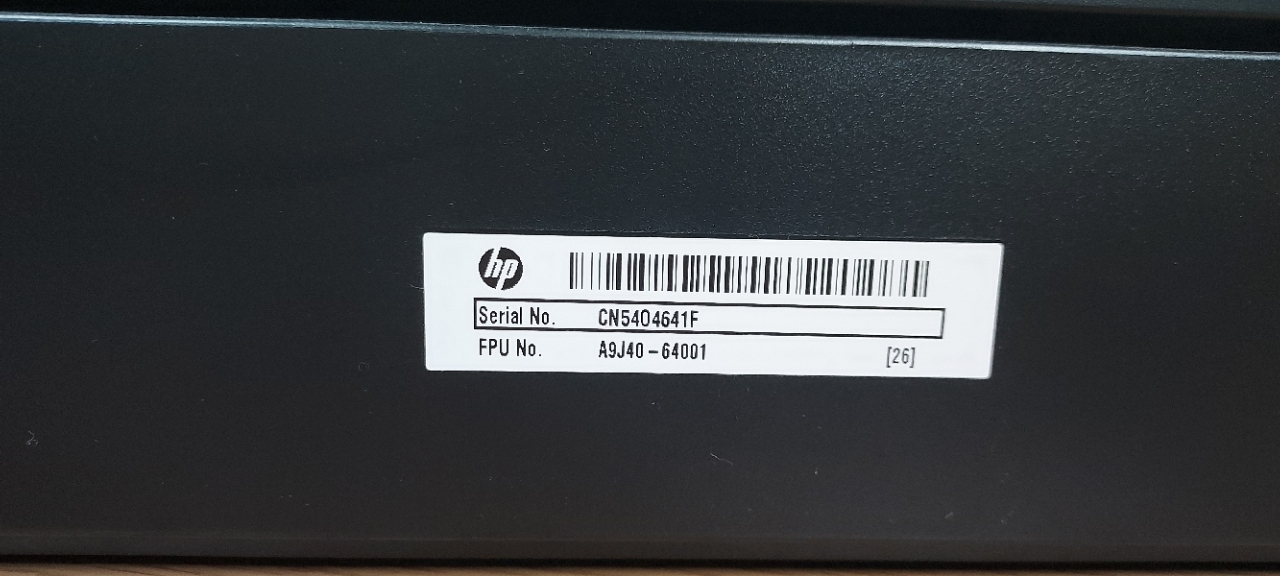 hp
Serial No. CN5404641F
FPU No. A9J40-64001 [26]